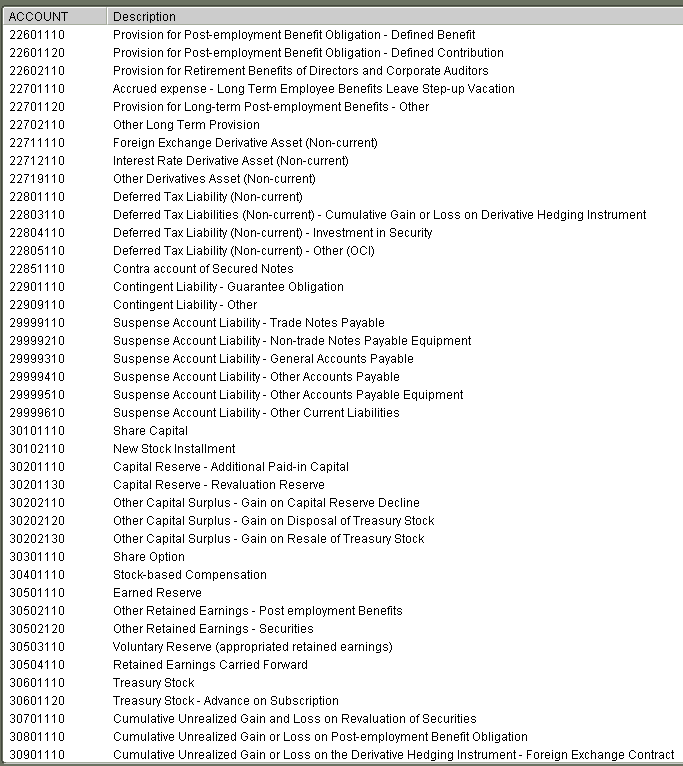 ACCOUNT Description
22601110 Provision for Post-employment Benefit Obligation - Defined Benefit
22601120 Provision for Post-employment Benefit Obligation - Defined Contribution
22602110 Provision for Retirement Benefits of Directors and Corporate Auditors
22701110 Accrued expense - Long Term Employee Benefits Leave Step-up Vacation
22701120 Provision for Long-term Post-employment Benefits - Other
22702110 Other Long Term Provision
22711110 Foreign Exchange Derivative Asset (Non-current)
22712110 Interest Rate Derivative Asset (Non-current)
22719110 Other Derivatives Asset (Non-current)
22801110 Deferred Tax Liability (Non-current)
22803110 Deferred Tax Liabilities (Non-current) - Cumulative Gain or Loss on Derivative Hedging Instrument
22804110 Deferred Tax Liability (Non-current) - Investment in Security
22805110 Deferred Tax Liability (Non-current) - Other (OCI)
22851110 Contra account of Secured Notes
22901110 Contingent Liability - Guarantee Obligation
22909110 Contingent Liability - Other
29999110 Suspense Account Liability - Trade Notes Payable
29999210 Suspense Account Liability - Non-trade Notes Payable Equipment
29999310 Suspense Account Liability - General Accounts Payable
29999410 Suspense Account Liability - Other Accounts Payable
29999510 Suspense Account Liability - Other Accounts Payable Equipment
29999610 Suspense Account Liability - Other Current Liabilities
30101110 Share Capital
30102110 New Stock Installment
30201110 Capital Reserve - Additional Paid-in Capital
30201130 Capital Reserve - Revaluation Reserve
30202110 Other Capital Surplus - Gain on Capital Reserve Decline
30202120 Other Capital Surplus - Gain on Disposal of Treasury Stock
30202130 Other Capital Surplus - Gain on Resale of Treasury Stock
30301110 Share Option
30401110 Stock-based Compensation
30501110 Earned Reserve
30502110 Other Retained Earnings - Post employment Benefits
30502120 Other Retained Earnings - Securities
30503110 Voluntary Reserve (appropriated retained earnings)
30504110 Retained Earnings Carried Forward
30601110 Treasury Stock
30601120 Treasury Stock - Advance on Subscription
30701110 Cumulative Unrealized Gain and Loss on Revaluation of Securities
30801110 Cumulative Unrealized Gain or Loss on Post-employment Benefit Obligation
30901110 Cumulative Unrealized Gain or Loss on the Derivative Hedging Instrument - Foreign Exchange Contract